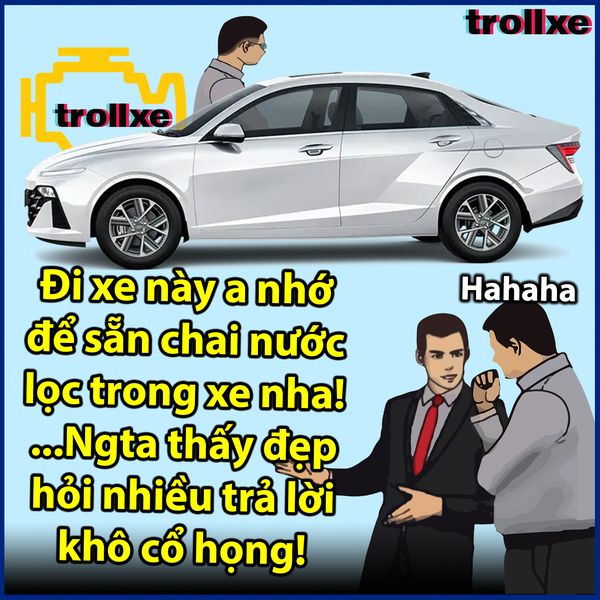 trollxe
trollxe
Đi xe này a nhớ
để sẵn chai nước
lọc trong xe nha!
...Ngta thấy đẹp
hỏi nhiều trả lời
khô cổ họng!
Hahaha